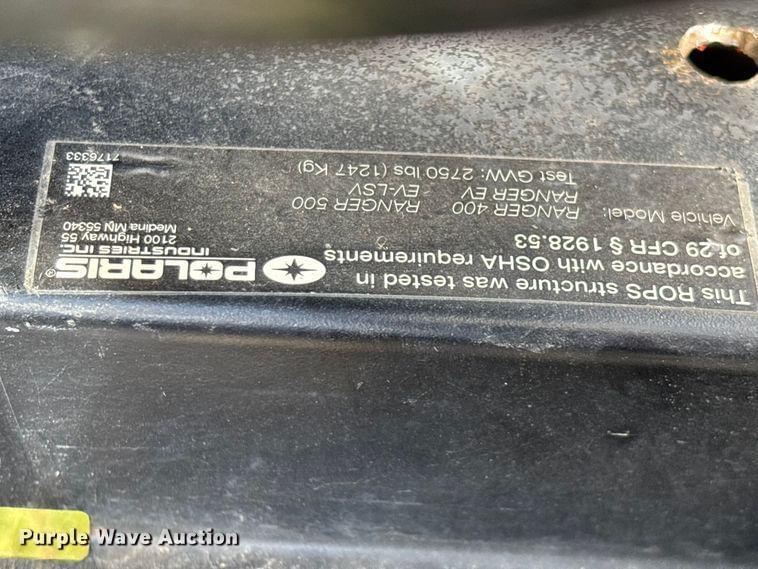 This ROPS structure was tested in
accordance with OSHA requirements
of 29 CFR § 1928.53
Vehicle Model: RANGER 400 RANGER 500
RANGER EV EV-LSV
Test GVW: 2750 lbs (1247 Kg)
POLARIS®
INDUSTRIES INC.
2100 Highway 55
Medina MN 55340
7176333
Purple Wave Auction